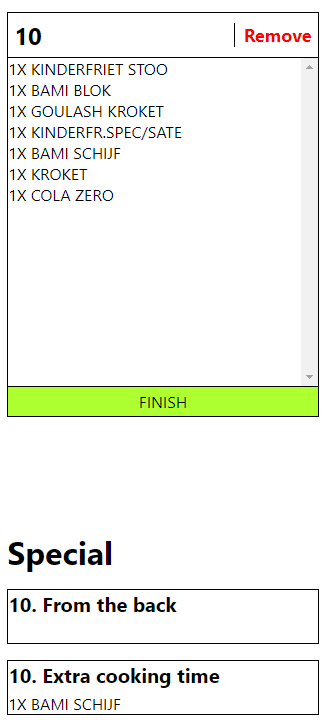 10 Remove
1X KINDERFRIET STOO
1X BAMI BLOK
1X GOULASH KROKET
1X KINDERFR.SPEC/SATE
1X BAMI SCHIJF
1X KROKET
1X COLA ZERO
FINISH
Special
10. From the back
10. Extra cooking time
1X BAMI SCHIJF